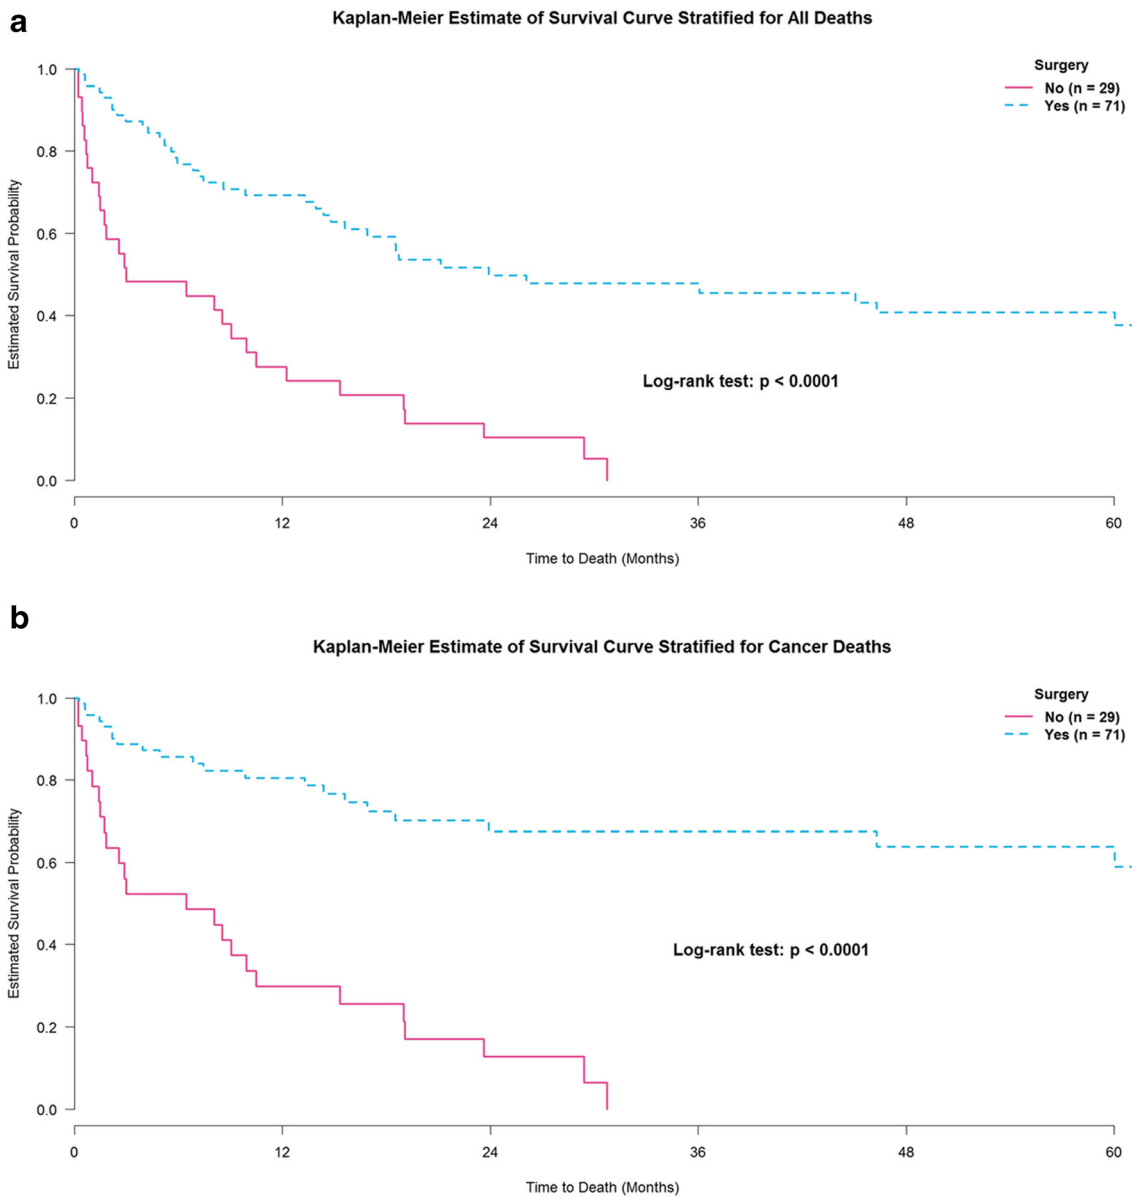 a
Kaplan-Meier Estimate of Survival Curve Stratified for All Deaths
Surgery
No (n = 29)
Yes (n = 71)
1.0
0.8
0.6
0.4
0.2
0.0
Estimated Survival Probability
Log-rank test: p < 0.0001
0 12 24 36 48 60
Time to Death (Months)
b
Kaplan-Meier Estimate of Survival Curve Stratified for Cancer Deaths
Surgery
No (n = 29)
Yes (n = 71)
1.0
0.8
0.6
0.4
0.2
0.0
Estimated Survival Probability
Log-rank test: p < 0.0001
0 12 24 36 48 60
Time to Death (Months)